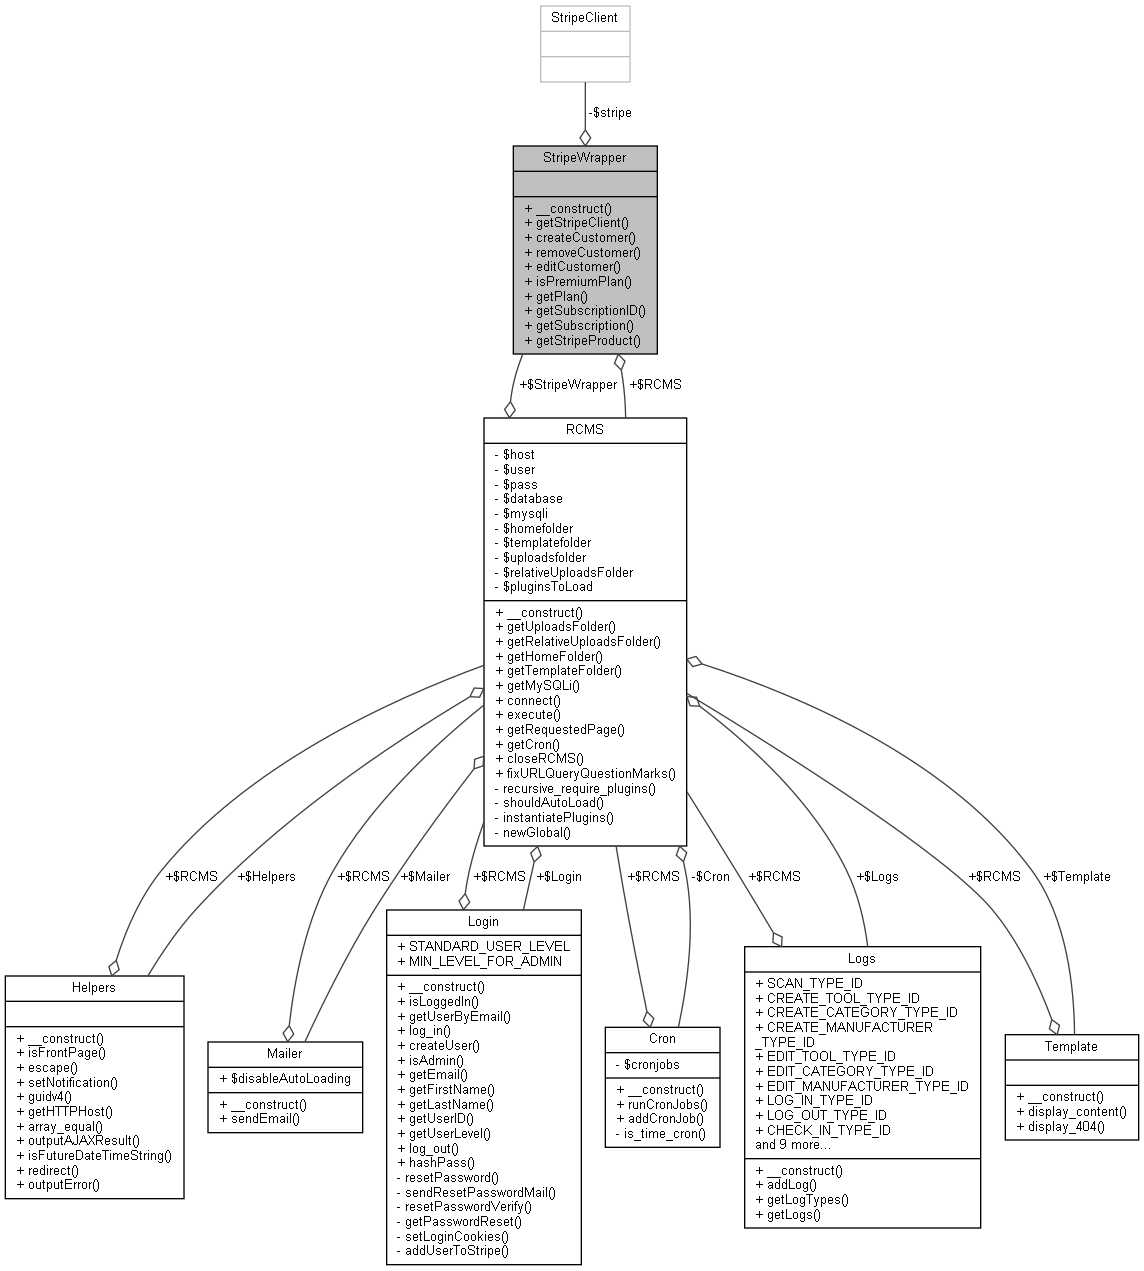 StripeClient
-$stripe
StripeWrapper
+ __construct()
+ getStripeClient()
+ createCustomer()
+ removeCustomer()
+ editCustomer()
+ isPremiumPlan()
+ getPlan()
+ getSubscriptionID()
+ getSubscription()
+ getStripeProduct()
+$StripeWrapper
+$RCMS
RCMS
- $host
- $user
- $pass
- $database
- $mysqli
- $homefolder
- $templatefolder
- $uploadsfolder
- $relativeUploadsFolder
- $pluginsToLoad
+ __construct()
+ getUploadsFolder()
+ getRelativeUploadsFolder()
+ getHomeFolder()
+ getTemplateFolder()
+ getMySQLi()
+ connect()
+ execute()
+ getRequestedPage()
+ getCron()
+ closeRCMS()
+ fixURLQueryQuestionMarks()
- recursive_require_plugins()
- shouldAutoLoad()
- instantiatePlugins()
- newGlobal()
+$RCMS
+$Helpers
+$RCMS
+$Mailer
+$RCMS
+$Login
+$RCMS
-$Cron
+$RCMS
+$Logs
+$RCMS
+$Template
Helpers
+ __construct()
+ isFrontPage()
+ escape()
+ setNotification()
+ guidv4()
+ getHTTPHost()
+ array_equal()
+ outputAJAXResult()
+ isFutureDateTimeString()
+ redirect()
+ outputError()
Mailer
+ $disableAutoLoading
+ __construct()
+ sendEmail()
Login
+ STANDARD_USER_LEVEL
+ MIN_LEVEL_FOR_ADMIN
+ __construct()
+ isLoggedIn()
+ getUserByEmail()
+ log_in()
+ createUser()
+ isAdmin()
+ getEmail()
+ getFirstName()
+ getLastName()
+ getUserID()
+ getUserLevel()
+ log_out()
+ hashPass()
- resetPassword()
- sendResetPasswordMail()
- resetPasswordVerify()
- getPasswordReset()
- setLoginCookies()
- addUserToStripe()
Cron
- $cronjobs
+ __construct()
+ runCronJobs()
+ addCronJob()
- is_time_cron()
Logs
+ SCAN_TYPE_ID
+ CREATE_TOOL_TYPE_ID
+ CREATE_CATEGORY_TYPE_ID
+ CREATE_MANUFACTURER
_TYPE_ID
+ EDIT_TOOL_TYPE_ID
+ EDIT_CATEGORY_TYPE_ID
+ EDIT_MANUFACTURER_TYPE_ID
+ LOG_IN_TYPE_ID
+ LOG_OUT_TYPE_ID
+ CHECK_IN_TYPE_ID
and 9 more...
+ __construct()
+ addLog()
+ getLogTypes()
+ getLogs()
Template
+ __construct()
+ display_content()
+ display_404()